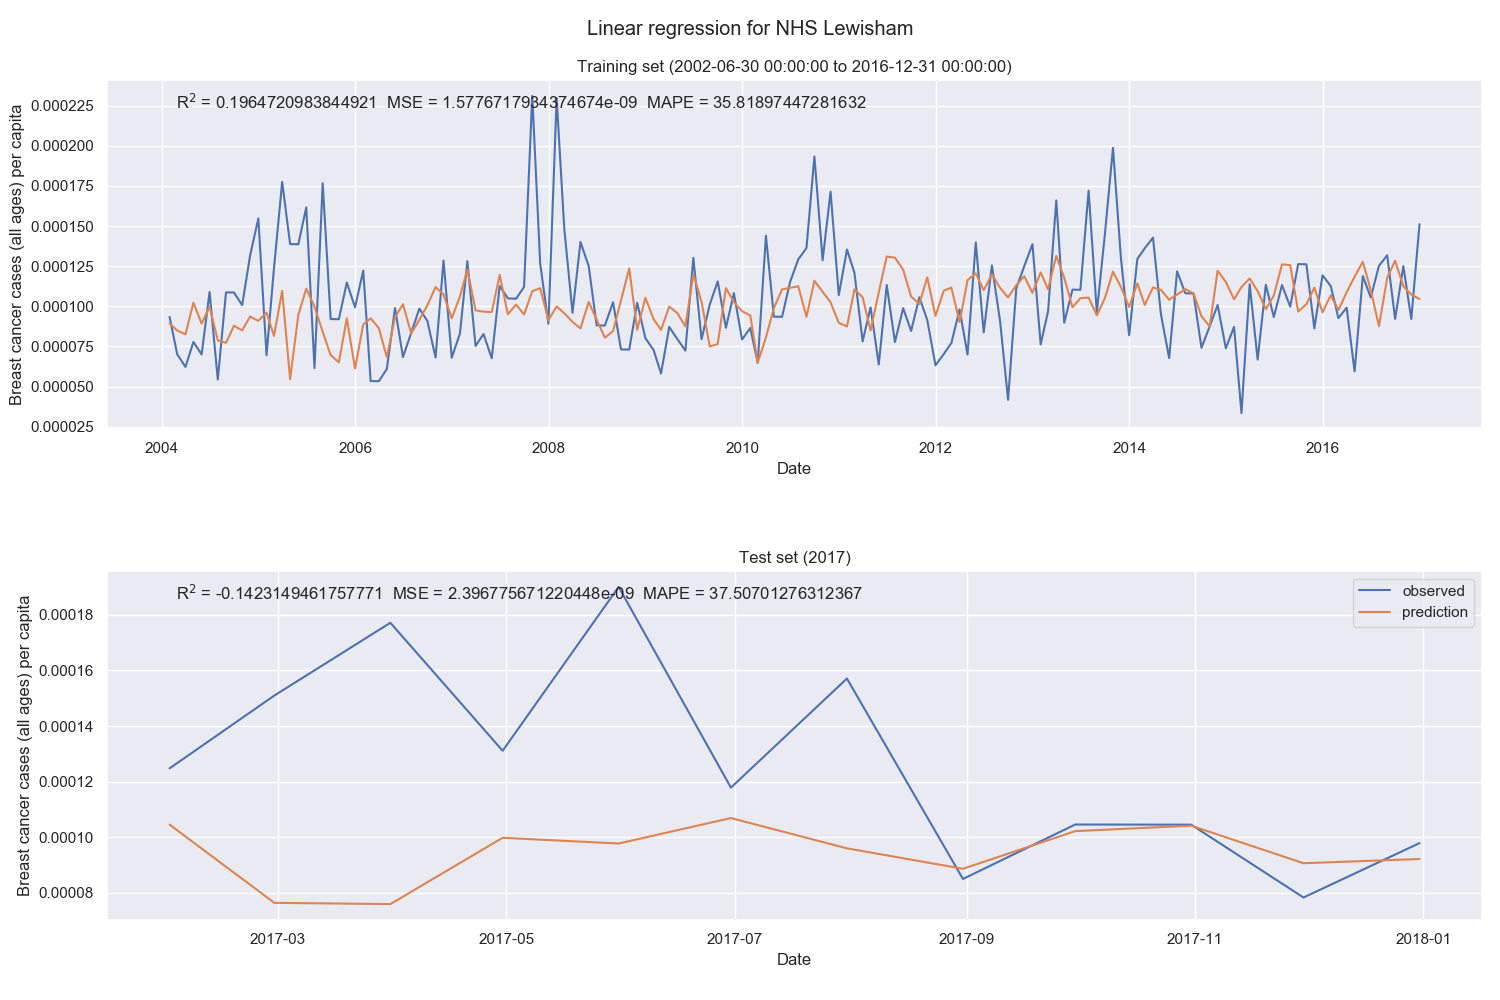 Linear regression for NHS Lewisham
Training set (2002-06-30 00:00:00 to 2016-12-31 00:00:00)
R² = 0.1964720983844921 MSE = 1.5776717934374674e-09 MAPE = 35.81897447281632
Breast cancer cases (all ages) per capita
0.000225
0.000200
0.000175
0.000150
0.000125
0.000100
0.000075
0.000050
0.000025
2004 2006 2008 2010 2012 2014 2016
Date
Test set (2017)
R² = -0.1423149461757771 MSE = 2.396775671220448e-09 MAPE = 37.50701276312367
observed
prediction
Breast cancer cases (all ages) per capita
0.00018
0.00016
0.00014
0.00012
0.00010
0.00008
2017-03 2017-05 2017-07 2017-09 2017-11 2018-01
Date